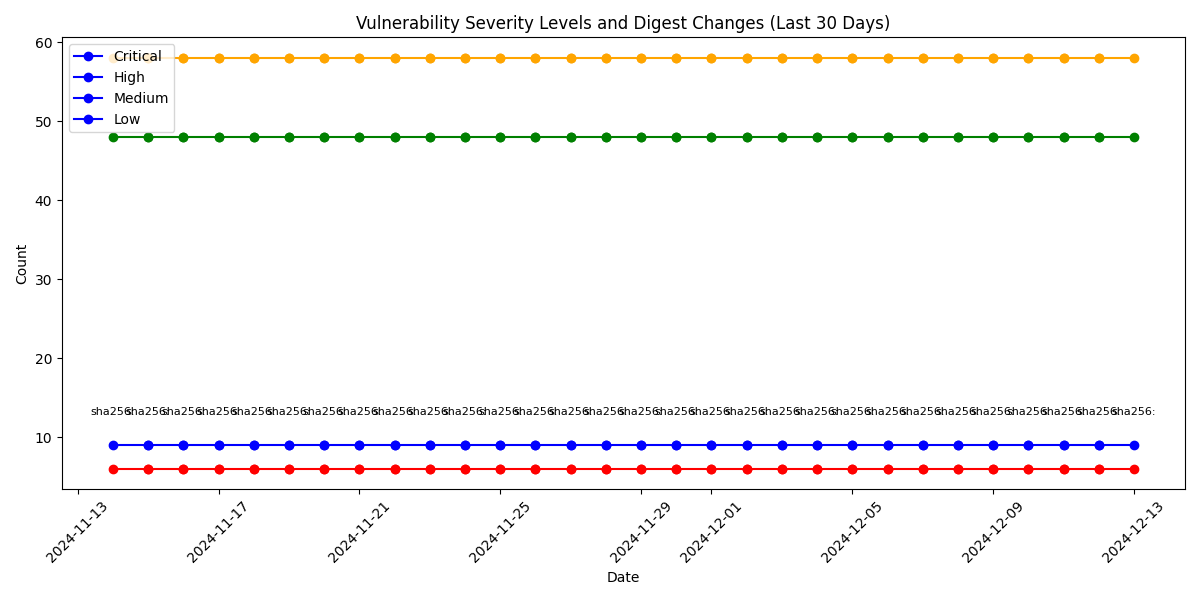 Vulnerability Severity Levels and Digest Changes (Last 30 Days)
Critical
High
Medium
Low
60
50
40
30
20
10
Count
sha256: sha256: sha256: sha256: sha256: sha256: sha256: sha256: sha256: sha256: sha256: sha256: sha256: sha256: sha256: sha256: sha256: sha256: sha256: sha256: sha256: sha256: sha256: sha256: sha256: sha256: sha256: sha256: sha256: sha256:
2024-11-13 2024-11-17 2024-11-21 2024-11-25 2024-11-29 2024-12-01 2024-12-05 2024-12-09 2024-12-13
Date